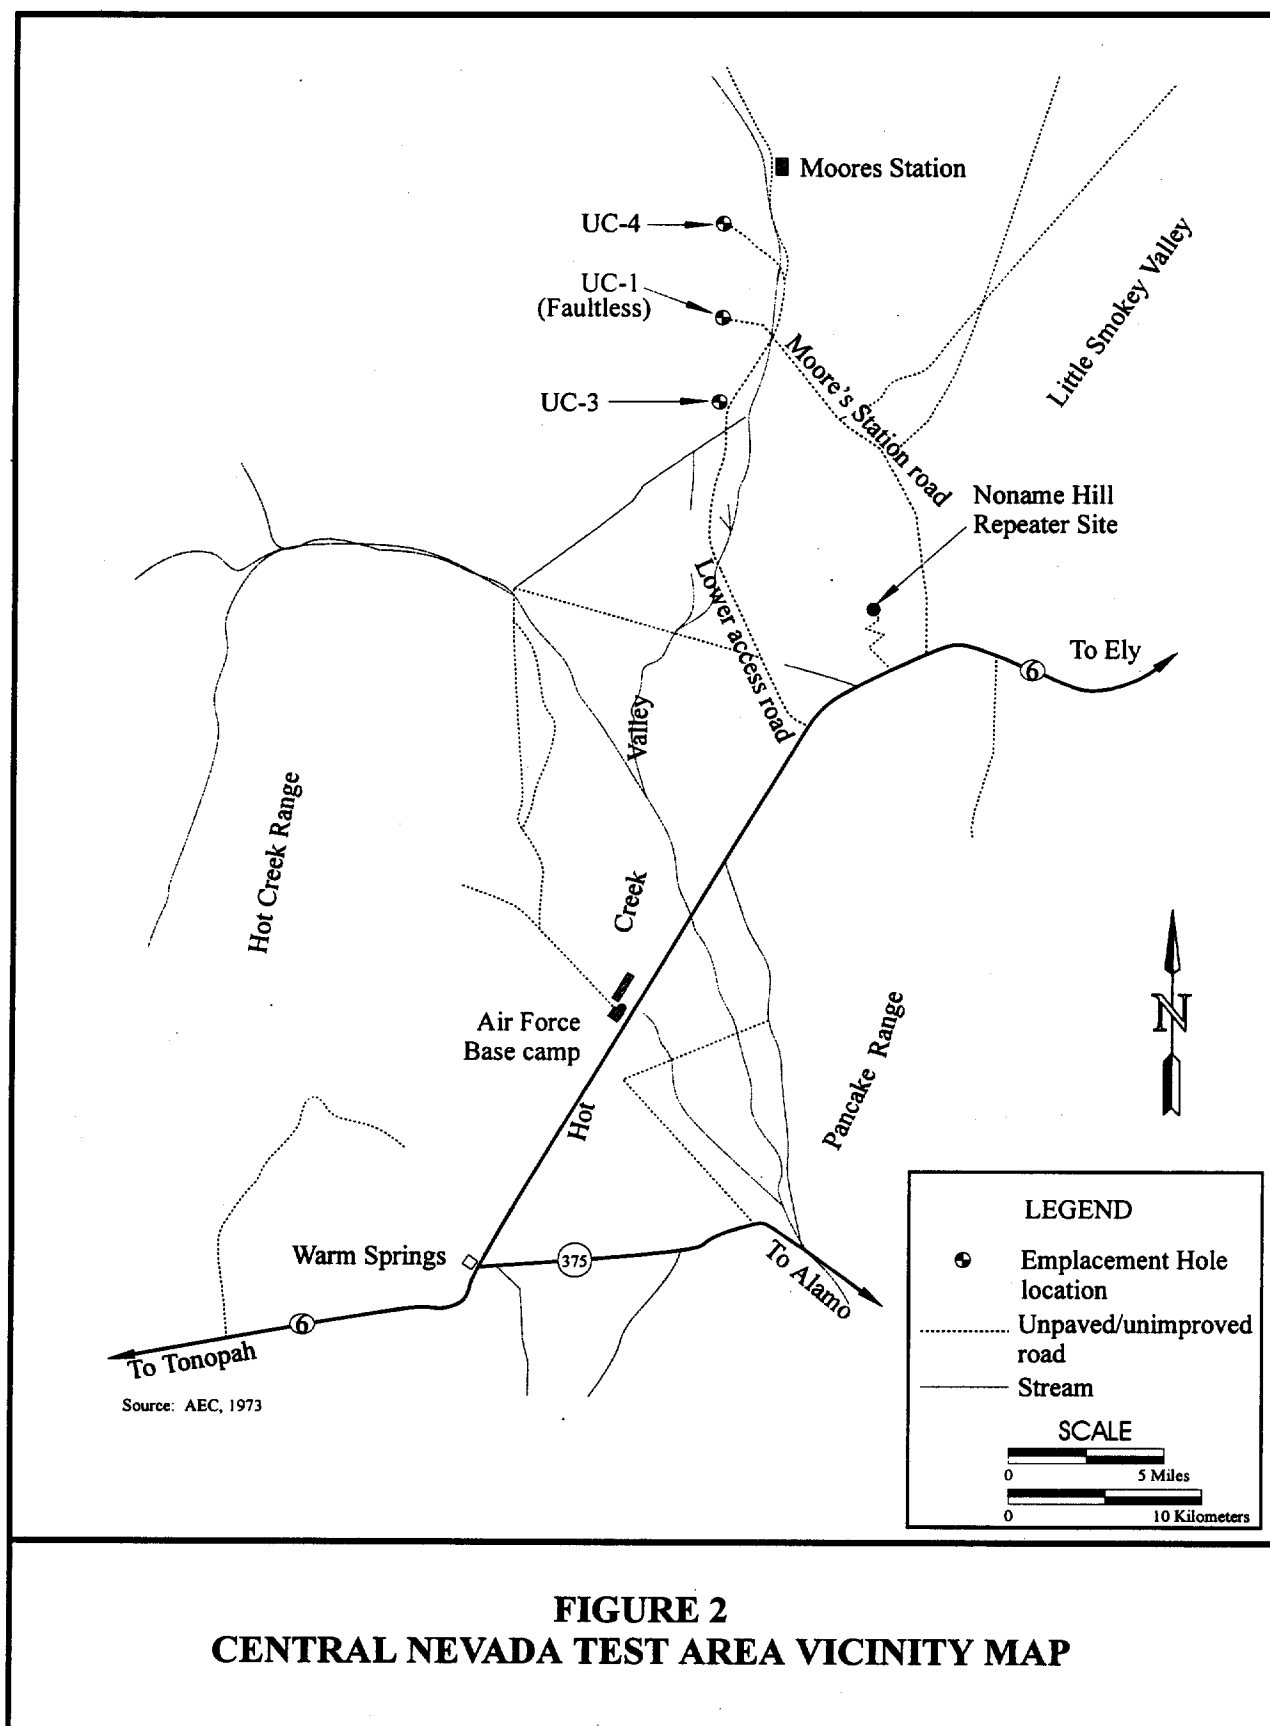 Moores Station
UC-4
UC-1
(Faultless)
UC-3
Moore's Station road
Little Smokey Valley
Noname Hill
Repeater Site
Lower access road
To Ely
6
Valley
Hot Creek Range
Creek
Air Force
Base camp
Hot
Pancake Range
N
Warm Springs
375
To Alamo
6
To Tonopah
Source: AEC, 1973
LEGEND
Emplacement Hole
location
Unpaved/unimproved
road
Stream
SCALE
0 5 Miles
0 10 Kilometers
FIGURE 2
CENTRAL NEVADA TEST AREA VICINITY MAP